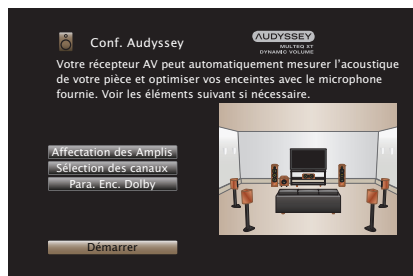 Conf. Audyssey
AUDYSSEY
MULTEQ XT
DYNAMIC VOLUME
Votre récepteur AV peut automatiquement mesurer l'acoustique
de votre pièce et optimiser vos enceintes avec le microphone
fournie. Voir les éléments suivant si nécessaire.
Affectation des Amplis
Sélection des canaux
Para. Enc. Dolby
Démarrer